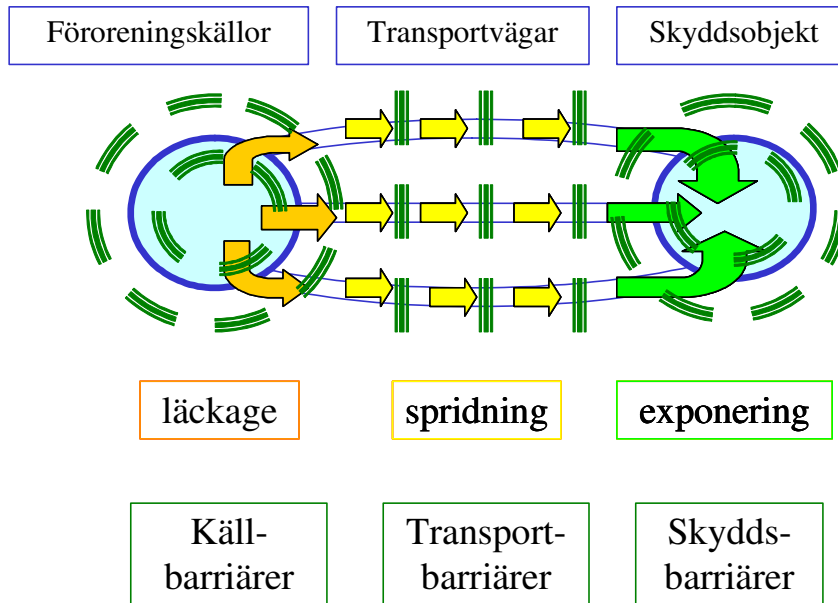 Föroreningskällor
Transportvägar
Skyddsobjekt
läckage
spridning
exponering
Käll-
barriärer
Transport-
barriärer
Skydds-
barriärer